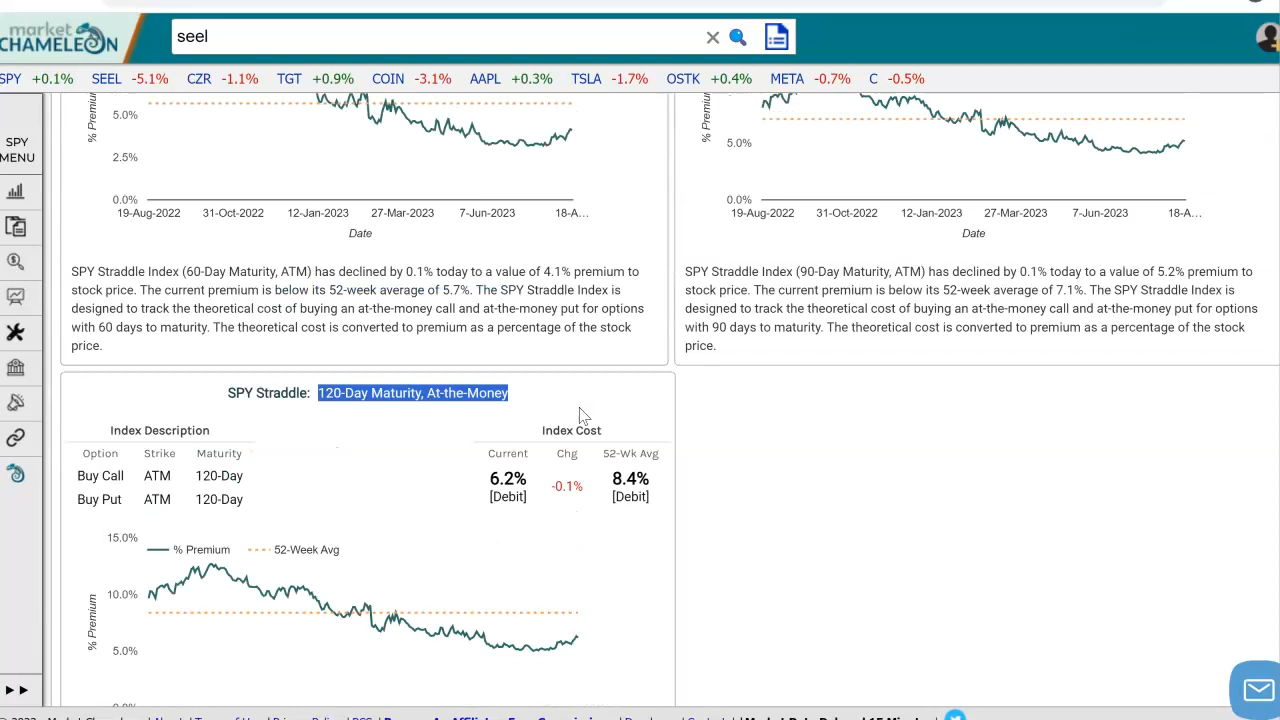 market
CHAMELEON
seel
SPY +0.1% SEEL -5.1% CZR -1.1% TGT +0.9% COIN -3.1% AAPL +0.3% TSLA -1.7% OSTK +0.4% META -0.7% C -0.5%
SPY
MENU
% Premium
5.0%
2.5%
0.0%
19-Aug-2022 31-Oct-2022 12-Jan-2023 27-Mar-2023 7-Jun-2023 18-A...
Date
SPY Straddle Index (60-Day Maturity, ATM) has declined by 0.1% today to a value of 4.1% premium to
stock price. The current premium is below its 52-week average of 5.7%. The SPY Straddle Index is
designed to track the theoretical cost of buying an at-the-money call and at-the-money put for options
with 60 days to maturity. The theoretical cost is converted to premium as a percentage of the stock
price.
% Premium
5.0%
0.0%
19-Aug-2022 31-Oct-2022 12-Jan-2023 27-Mar-2023 7-Jun-2023 18-A...
Date
SPY Straddle Index (90-Day Maturity, ATM) has declined by 0.1% today to a value of 5.2% premium to
stock price. The current premium is below its 52-week average of 7.1%. The SPY Straddle Index is
designed to track the theoretical cost of buying an at-the-money call and at-the-money put for options
with 90 days to maturity. The theoretical cost is converted to premium as a percentage of the stock
price.
SPY Straddle: 120-Day Maturity, At-the-Money
Index Description
Option Strike Maturity
Buy Call ATM 120-Day
Buy Put ATM 120-Day
Index Cost
Current Chg 52-Wk Avg
6.2% -0.1% 8.4%
[Debit] [Debit]
% Premium 52-Week Avg
% Premium
15.0%
10.0%
5.0%